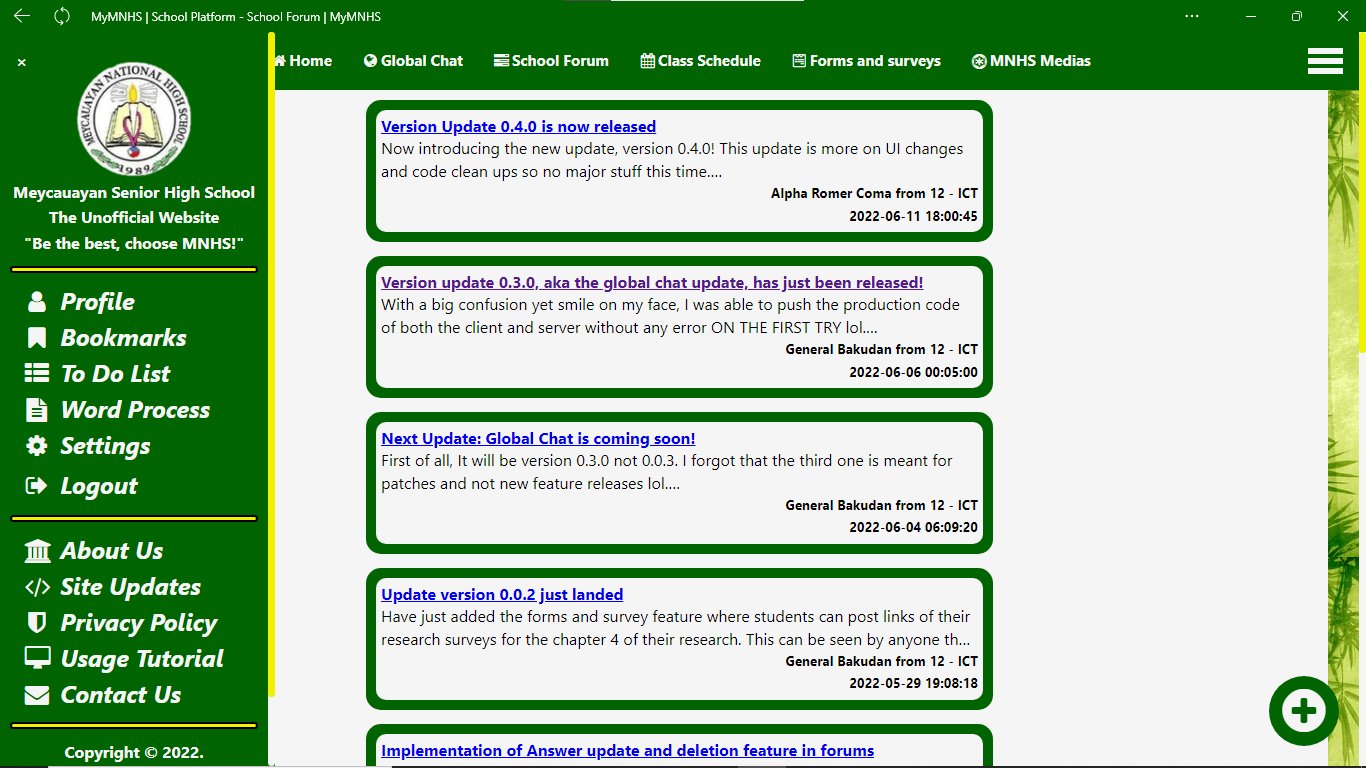 MyMNHS | School Platform - School Forum | MyMNHS
Home
Global Chat
School Forum
Class Schedule
Forms and surveys
MNHS Medias
MEYCAUAYAN NATIONAL HIGH SCHOOL
1989
Meycauayan Senior High School
The Unofficial Website
"Be the best, choose MNHS!"
Profile
Bookmarks
To Do List
Word Process
Settings
Logout
About Us
Site Updates
Privacy Policy
Usage Tutorial
Contact Us
Copyright © 2022.
Version Update 0.4.0 is now released
Now introducing the new update, version 0.4.0! This update is more on UI changes
and code clean ups so no major stuff this time....
Alpha Romer Coma from 12 - ICT
2022-06-11 18:00:45
Version update 0.3.0, aka the global chat update, has just been released!
With a big confusion yet smile on my face, I was able to push the production code
of both the client and server without any error ON THE FIRST TRY lol....
General Bakudan from 12 - ICT
2022-06-06 00:05:00
Next Update: Global Chat is coming soon!
First of all, It will be version 0.3.0 not 0.0.3. I forgot that the third one is meant for
patches and not new feature releases lol....
General Bakudan from 12 - ICT
2022-06-04 06:09:20
Update version 0.0.2 just landed
Have just added the forms and survey feature where students can post links of their
research surveys for the chapter 4 of their research. This can be seen by anyone th...
General Bakudan from 12 - ICT
2022-05-29 19:08:18
Implementation of Answer update and deletion feature in forums